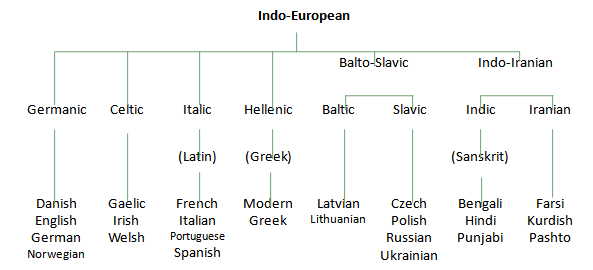 Indo-European
Balto-Slavic Indo-Iranian
Germanic Celtic Italic Hellenic Baltic Slavic Indic Iranian
(Latin) (Greek) (Sanskrit)
Danish Gaelic French Modern Latvian Czech Bengali Farsi
English Irish Italian Greek Lithuanian Polish Hindi Kurdish
German Welsh Portuguese Russian Punjabi Pashto
Norwegian Spanish Ukrainian